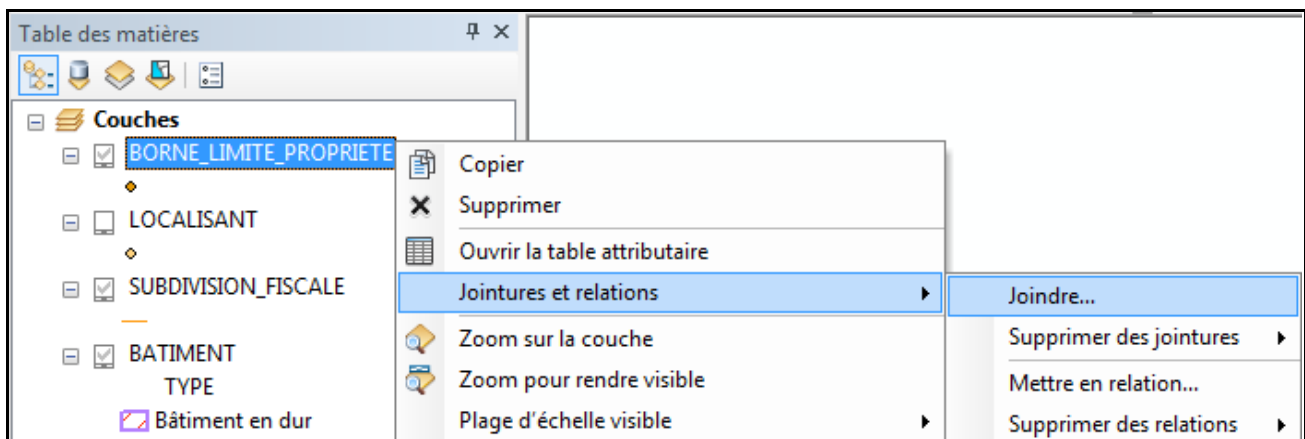 Table des matières
Couches
BORNE_LIMITE_PROPRIETE
LOCALISANT
SUBDIVISION_FISCALE
BATIMENT
TYPE
Bâtiment en dur
Copier
Supprimer
Ouvrir la table attributaire
Jointures et relations
Zoom sur la couche
Zoom pour rendre visible
Plage d'échelle visible
Joindre...
Supprimer des jointures
Mettre en relation...
Supprimer des relations